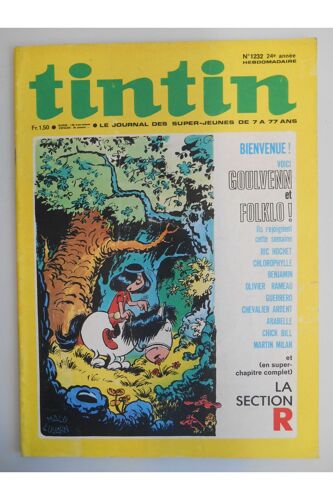 N° 1232 24e année
HEBDOMADAIRE
tintin
Fr.1,50
● LE JOURNAL DES SUPER-JEUNES DE 7 A 77 ANS
BIENVENUE !
VOICI
GOULVENN
et
FOLKLO !
Ils rejoignent
cette semaine
RIC HOCHET
CHLOROPHYLLE
BENJAMIN
OLIVIER RAMEAU
GUERRERO
CHEVALIER ARDENT
ARABELLE
CHICK BILL
MARTIN MILAN
et
(en super-
chapitre complet)
LA
SECTION
R